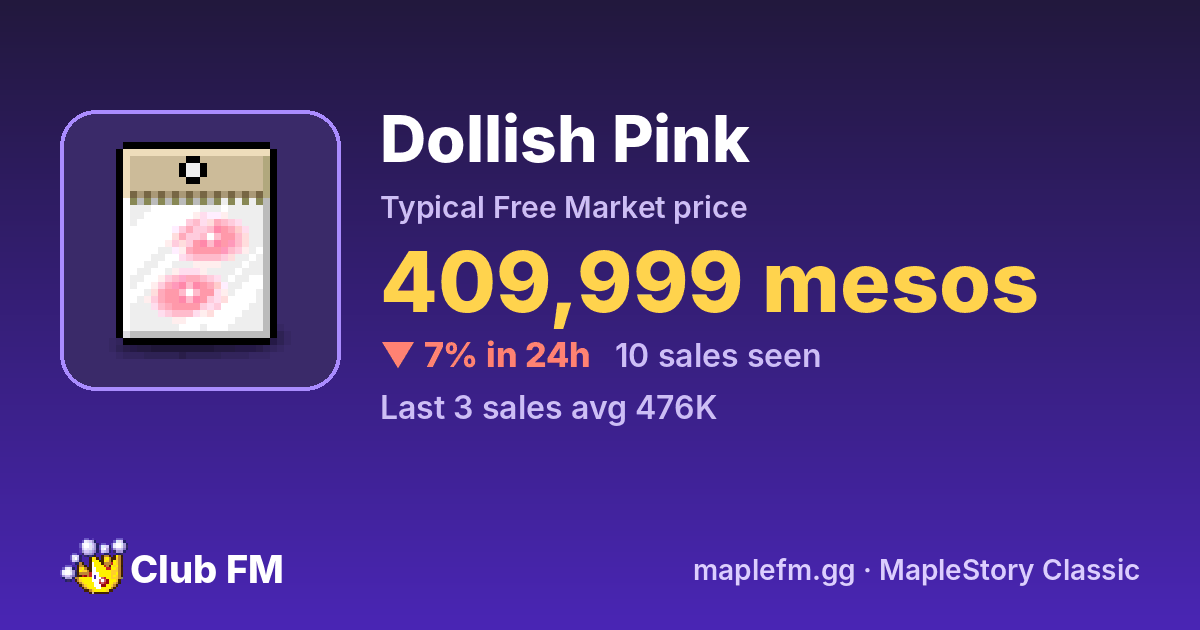 Dollish Pink
Typical Free Market price
409,999 mesos
▼ 7% in 24h 10 sales seen
Last 3 sales avg 476K
Club FM
maplefm.gg · MapleStory Classic